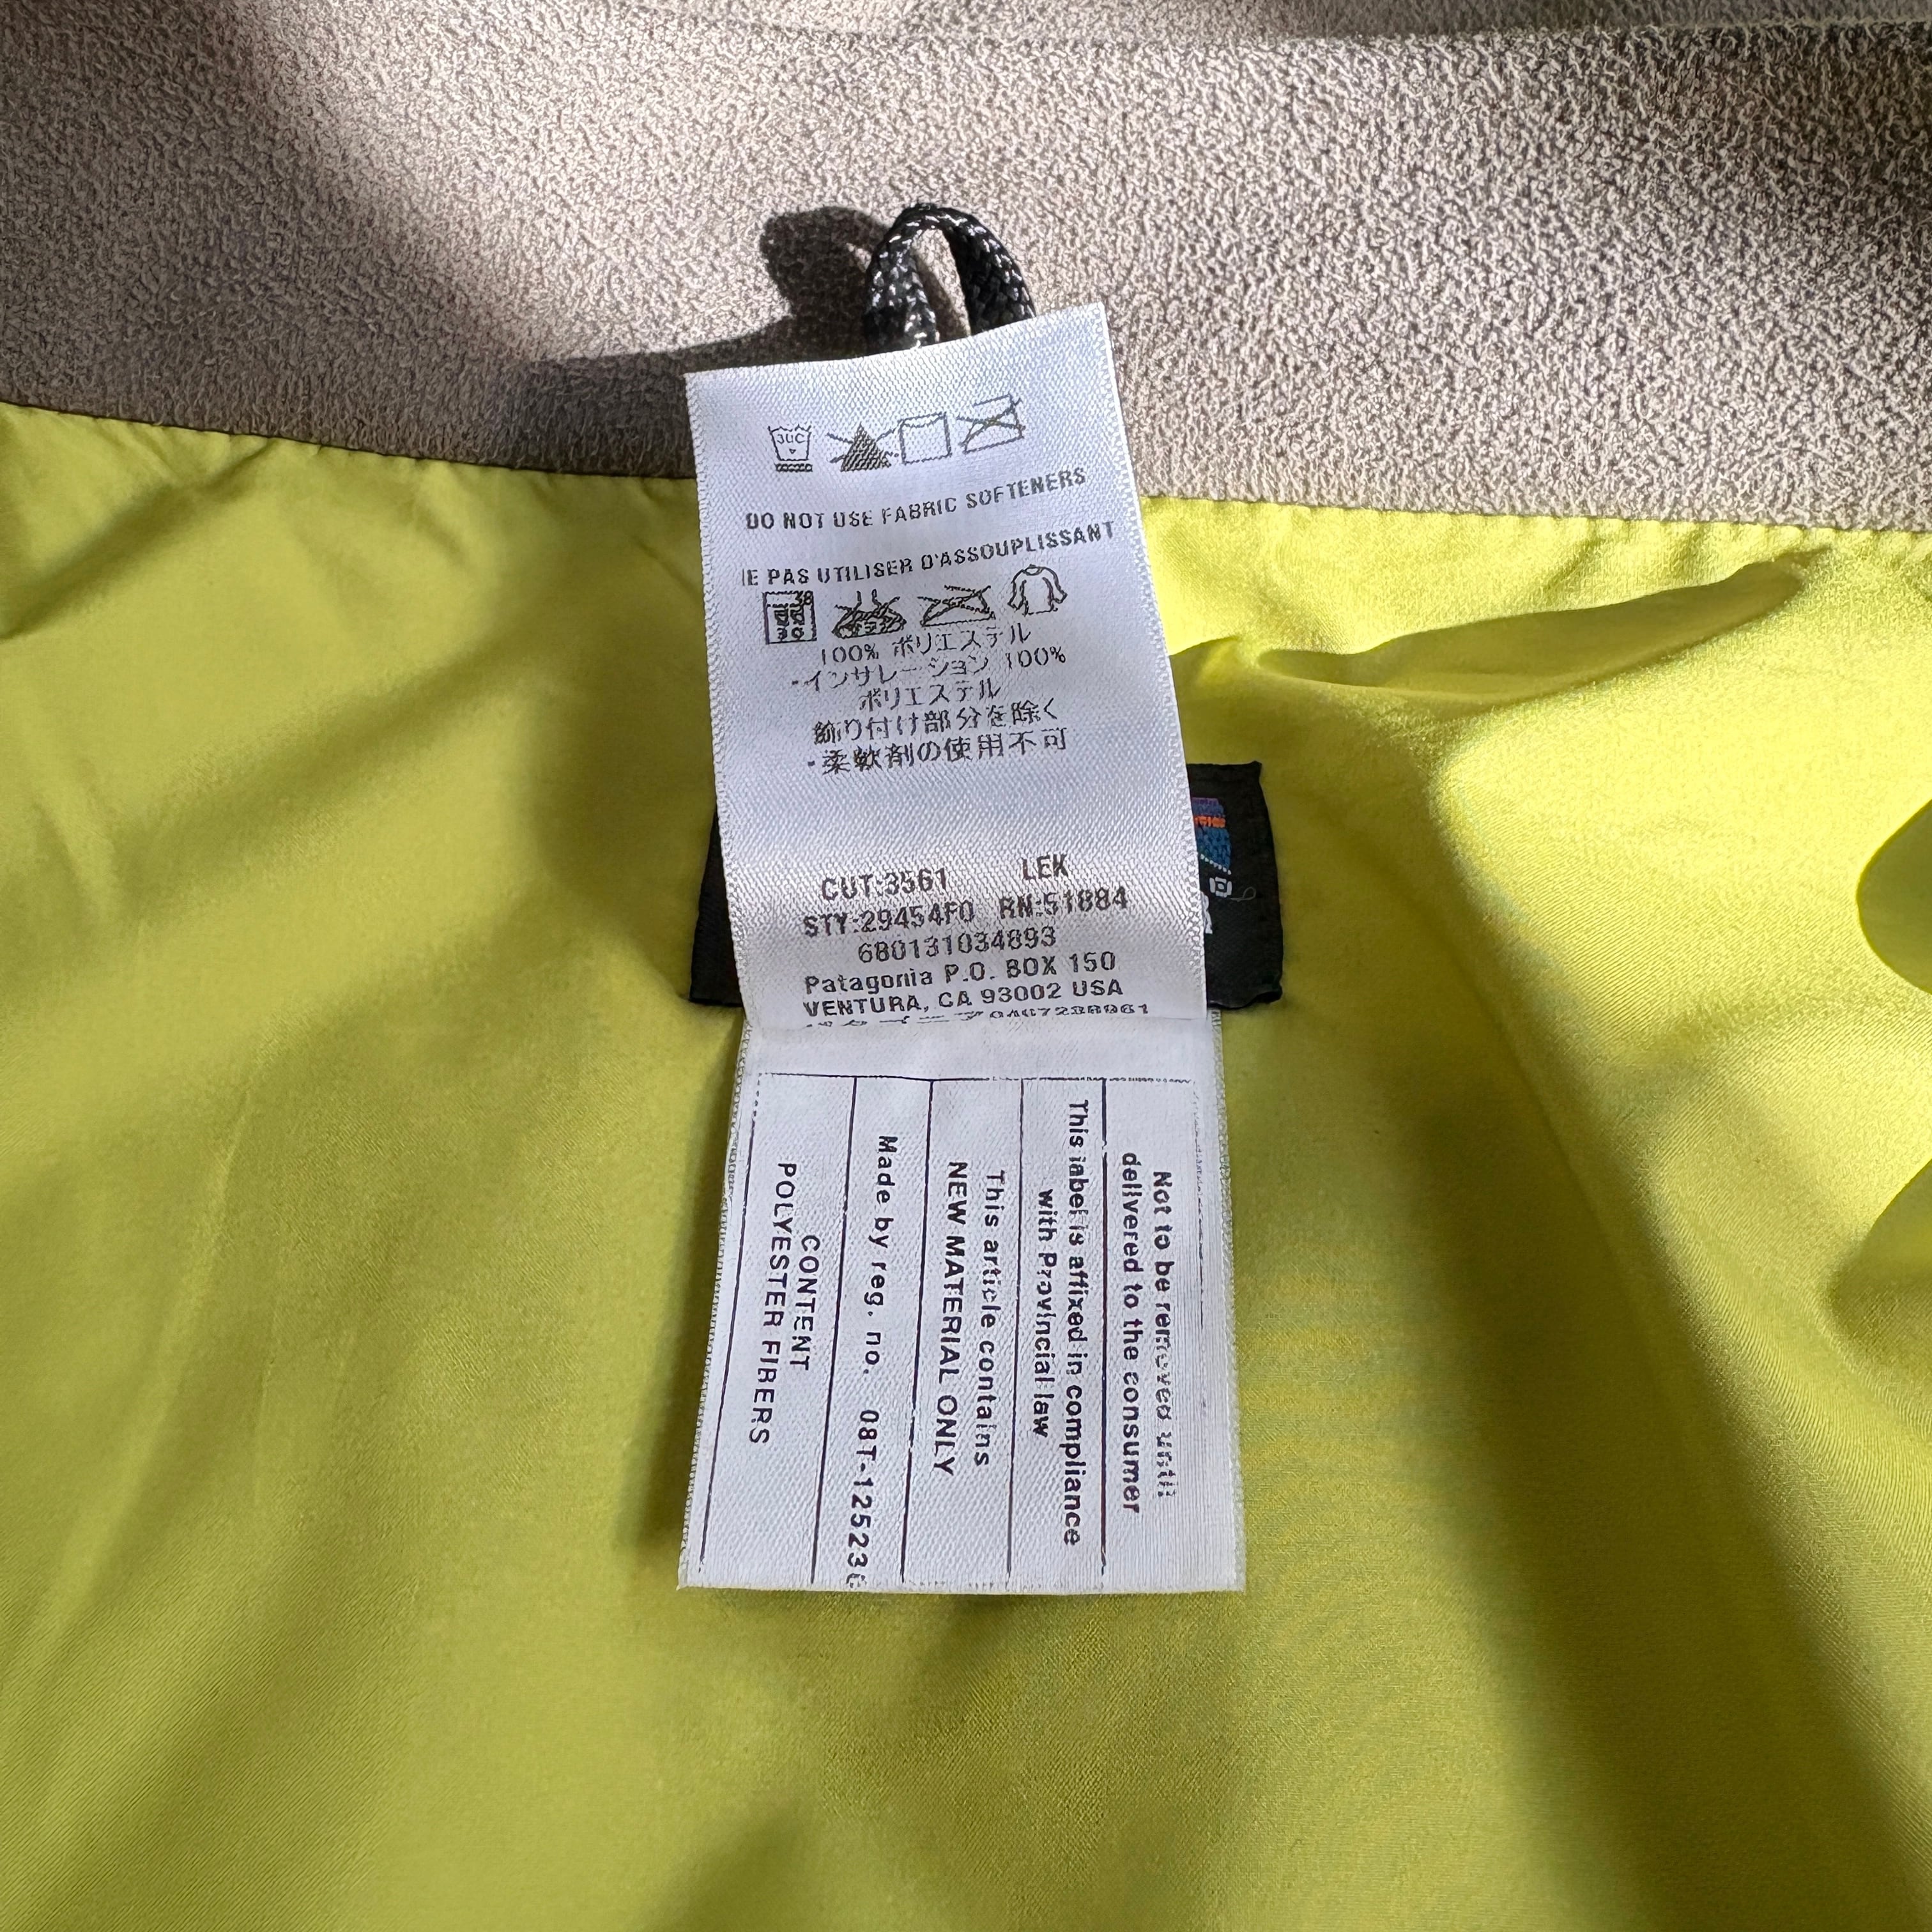 30C
DO NOT USE FABRIC SOFTENERS
E PAS UTILISER D'ASSOUPLISSANT
100% ポリエステル
・インサレーション 100%
ポリエステル
飾り付け部分を除く
・柔軟剤の使用不可
CUT:3561 LEK
STY:29454F0 RN:51884
680131034893
Patagonia P.O. BOX 150
VENTURA, CA 93002 USA
Not to be removed until
delivered to the consumer
This label is affixed in compliance
with Provincial law
This article contains
NEW MATERIAL ONLY
Made by reg. no. 08T-12523
CONTENT
POLYESTER FIBERS